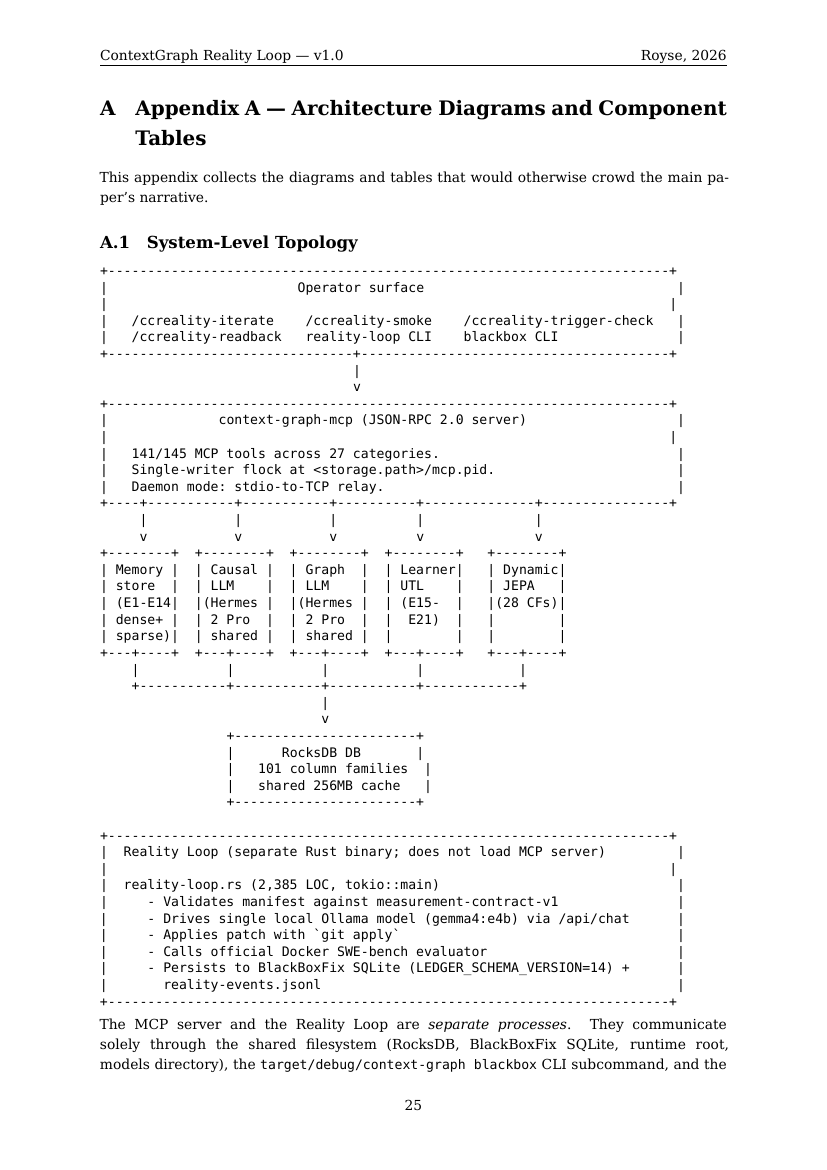 ContextGraph Reality Loop — v1.0 Royse, 2026
A Appendix A — Architecture Diagrams and Component
Tables
This appendix collects the diagrams and tables that would otherwise crowd the main pa-
per’s narrative.
A.1 System-Level Topology
+-----------------------------------------------------------------------+
|                        Operator surface                                |
|                                                                       |
|   /ccreality-iterate    /ccreality-smoke    /ccreality-trigger-check   |
|   /ccreality-readback   reality-loop CLI    blackbox CLI               |
+-------------------------------+---------------------------------------+
                                |
                                v
+-----------------------------------------------------------------------+
|              context-graph-mcp (JSON-RPC 2.0 server)                   |
|                                                                       |
|   141/145 MCP tools across 27 categories.                              |
|   Single-writer flock at <storage.path>/mcp.pid.                       |
|   Daemon mode: stdio-to-TCP relay.                                     |
+----+-----------+-----------+----------+--------------+----------------+
     |           |           |          |              |
     v           v           v          v              v
+--------+  +--------+  +--------+  +--------+   +--------+
| Memory |  | Causal |  | Graph  |  | Learner|   | Dynamic|
| store  |  | LLM    |  | LLM    |  | UTL    |   | JEPA   |
| (E1-E14|  |(Hermes |  |(Hermes |  | (E15-  |   |(28 CFs)|
| dense+ |  | 2 Pro  |  | 2 Pro  |  |  E21)  |   |        |
| sparse)|  | shared |  | shared |  |        |   |        |
+---+----+  +---+----+  +---+----+  +---+----+   +---+----+
    |           |           |           |            |
    +-----------+-----------+-----------+------------+
                            |
                            v
                +-----------------------+
                |      RocksDB DB       |
                |   101 column families  |
                |   shared 256MB cache   |
                +-----------------------+
+-----------------------------------------------------------------------+
|  Reality Loop (separate Rust binary; does not load MCP server)         |
|                                                                       |
|  reality-loop.rs (2,385 LOC, tokio::main)                              |
|     - Validates manifest against measurement-contract-v1               |
|     - Drives single local Ollama model (gemma4:e4b) via /api/chat      |
|     - Applies patch with `git apply`                                   |
|     - Calls official Docker SWE-bench evaluator                        |
|     - Persists to BlackBoxFix SQLite (LEDGER_SCHEMA_VERSION=14) +      |
|       reality-events.jsonl                                             |
+-----------------------------------------------------------------------+
The MCP server and the Reality Loop are separate processes. They communicate
solely through the shared filesystem (RocksDB, BlackBoxFix SQLite, runtime root,
models directory), the target/debug/context-graph blackbox CLI subcommand, and the
25